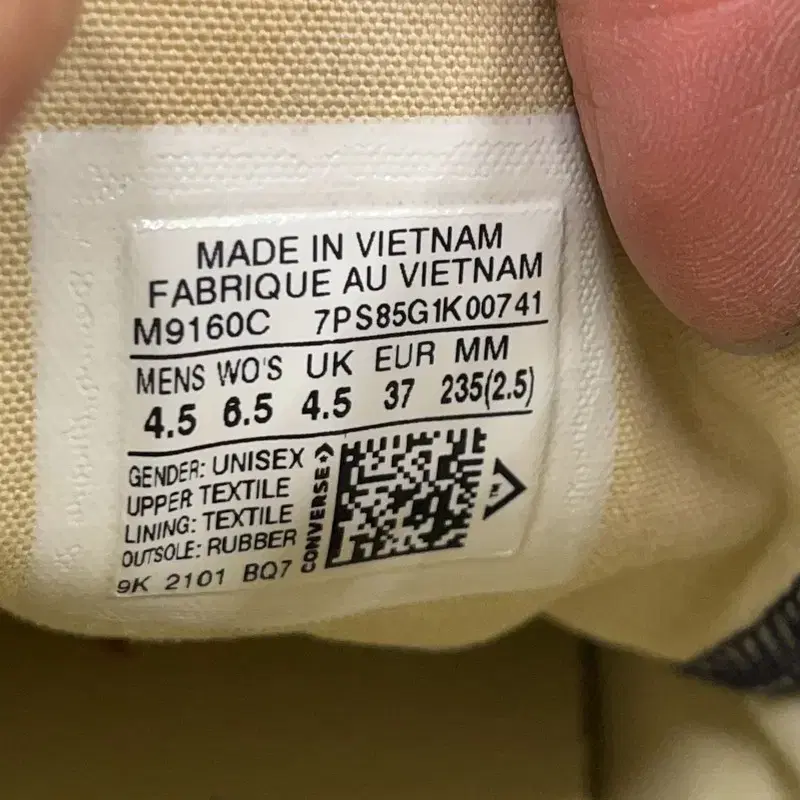 MADE IN VIETNAM
FABRIQUE AU VIETNAM
M9160C 7PS85G1K00741
MENS WO'S UK EUR MM
4.5 6.5 4.5 37 235(2.5)
GENDER: UNISEX
UPPER TEXTILE
LINING: TEXTILE
OUTSOLE: RUBBER
9K 2101 BQ7
CONVERSE
TM